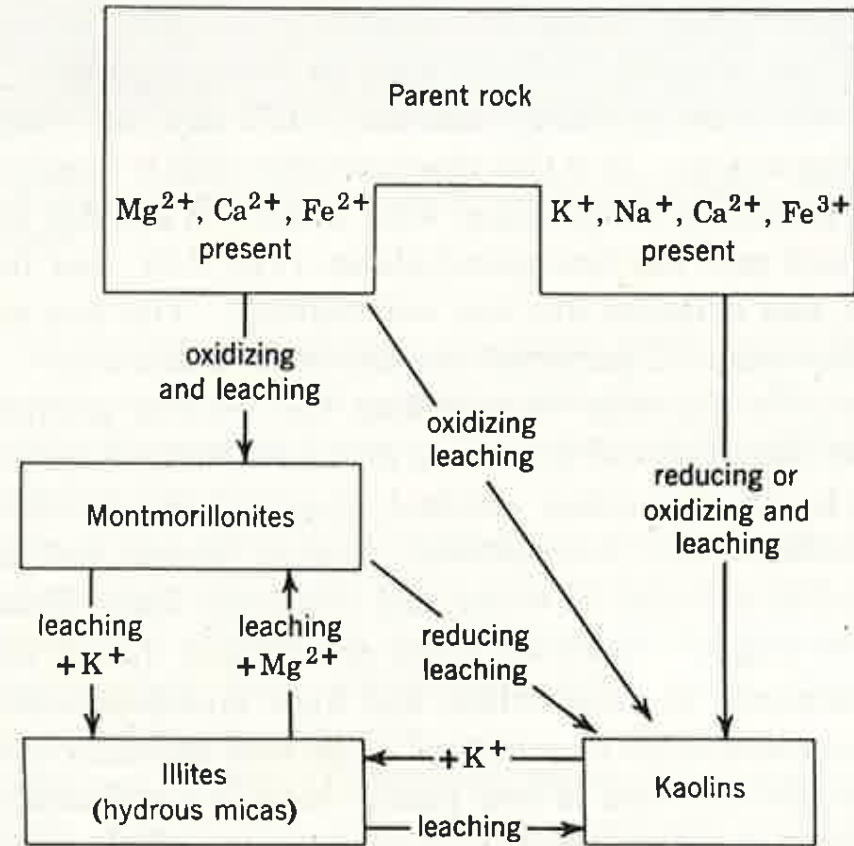 Parent rock
Mg²⁺, Ca²⁺, Fe²⁺
present
K⁺, Na⁺, Ca²⁺, Fe³⁺
present
oxidizing
and leaching
oxidizing
leaching
reducing or
oxidizing and
leaching
Montmorillonites
leaching
+K⁺
leaching
+Mg²⁺
reducing
leaching
Illites
(hydrous micas)
+K⁺
leaching
Kaolins